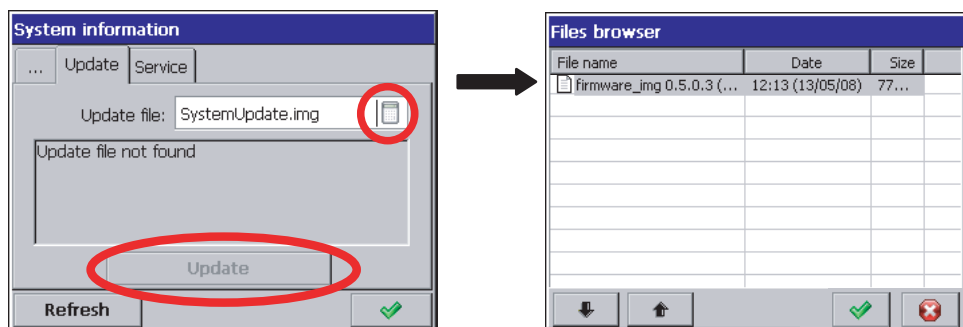 System information
... Update Service
Update file: SystemUpdate.img
Update file not found
Update
Refresh
Files browser
File name Date Size
firmware_img 0.5.0.3 (... 12:13 (13/05/08) 77...